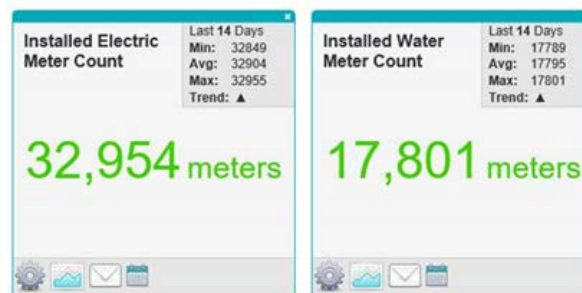 Installed Electric
Meter Count
Last 14 Days
Min: 32849
Avg: 32904
Max: 32955
Trend: ▲
32,954 meters
Installed Water
Meter Count
Last 14 Days
Min: 17789
Avg: 17795
Max: 17801
Trend: ▲
17,801 meters